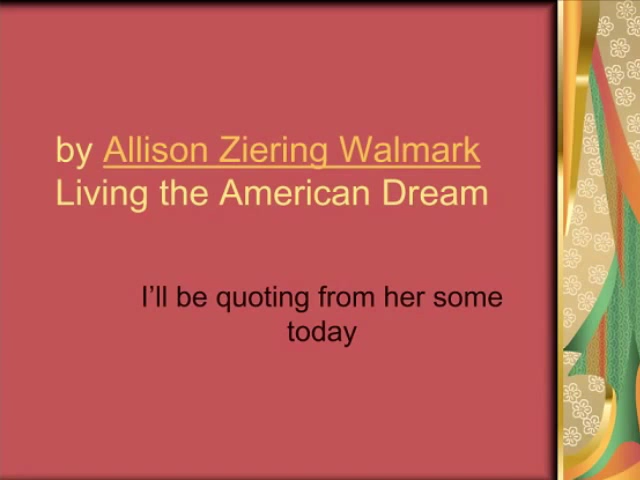 by Allison Ziering Walmark
Living the American Dream
I’ll be quoting from her some
today